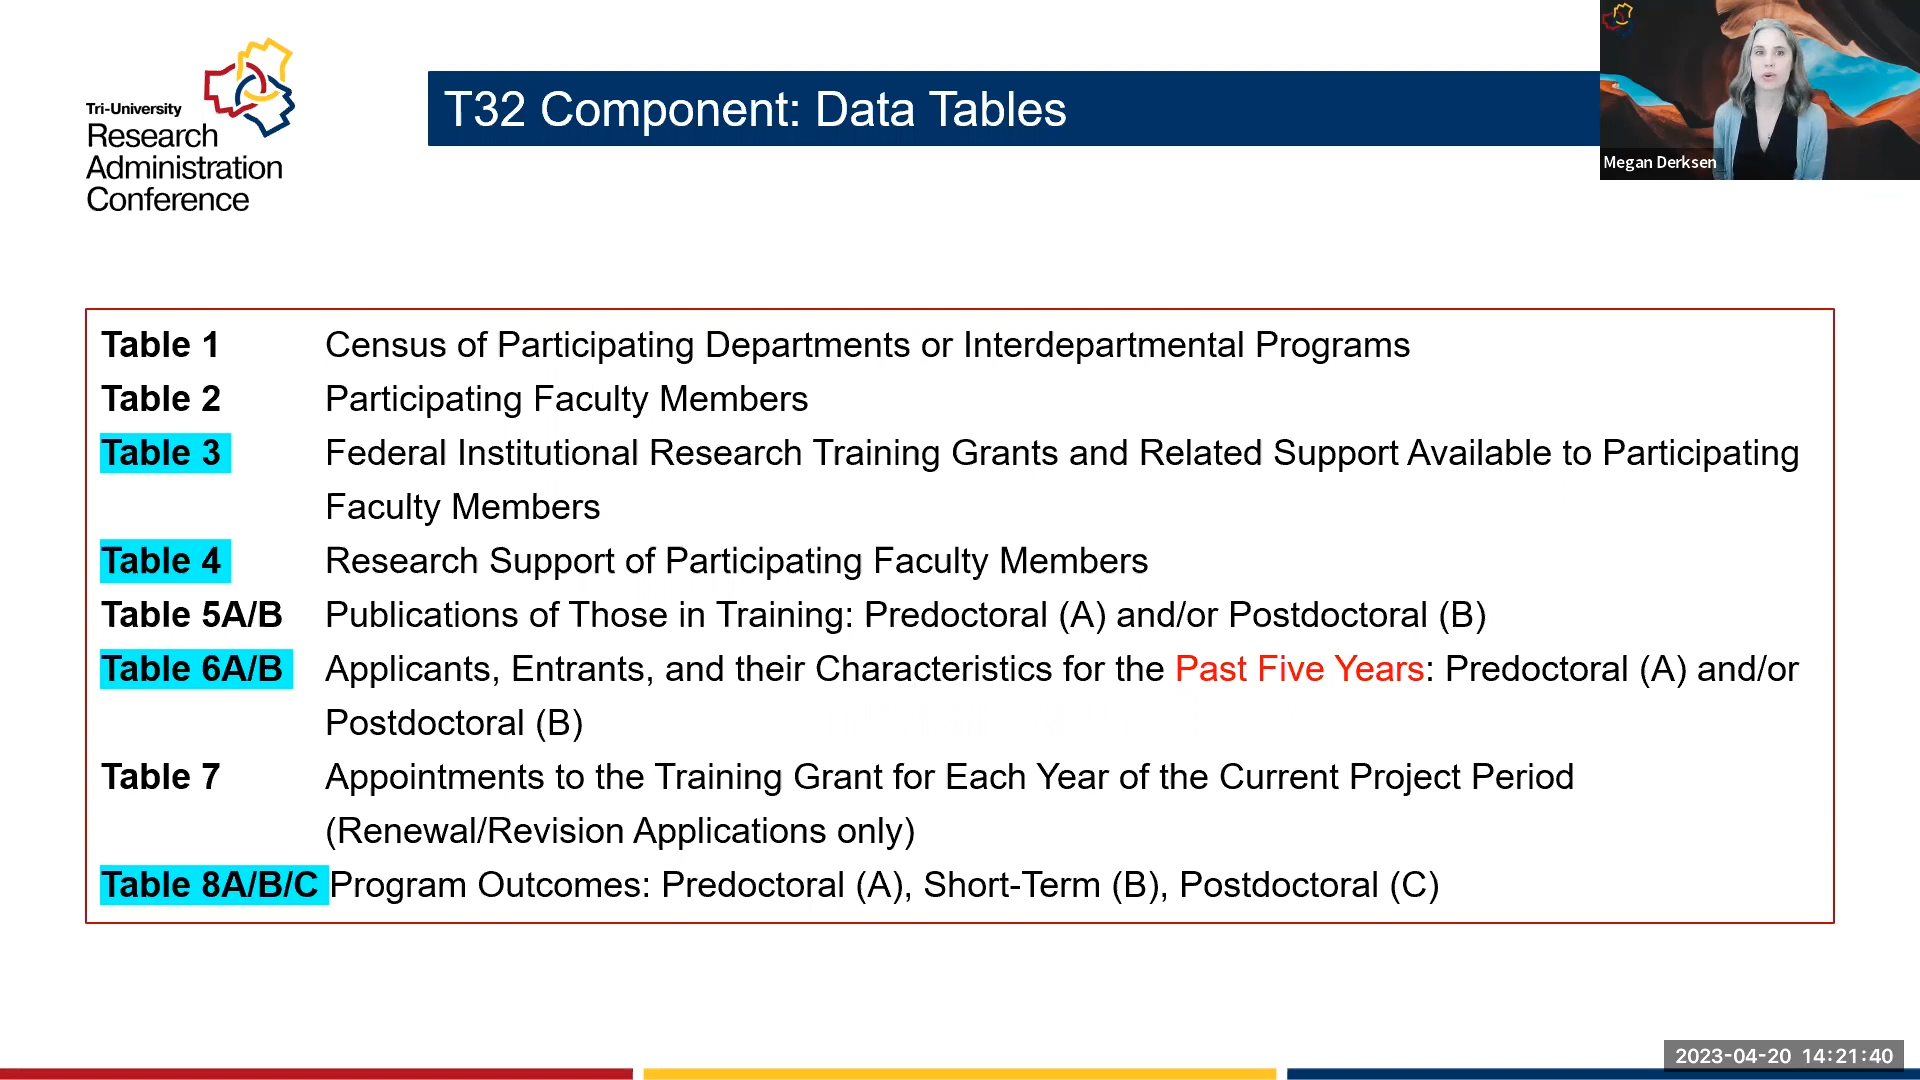 Tri-University
Research
Administration
Conference
T32 Component: Data Tables
Megan Derksen
Table 1 Census of Participating Departments or Interdepartmental Programs
Table 2 Participating Faculty Members
Table 3 Federal Institutional Research Training Grants and Related Support Available to Participating
Faculty Members
Table 4 Research Support of Participating Faculty Members
Table 5A/B Publications of Those in Training: Predoctoral (A) and/or Postdoctoral (B)
Table 6A/B Applicants, Entrants, and their Characteristics for the Past Five Years: Predoctoral (A) and/or
Postdoctoral (B)
Table 7 Appointments to the Training Grant for Each Year of the Current Project Period
(Renewal/Revision Applications only)
Table 8A/B/C Program Outcomes: Predoctoral (A), Short-Term (B), Postdoctoral (C)
2023-04-20 14:21:40